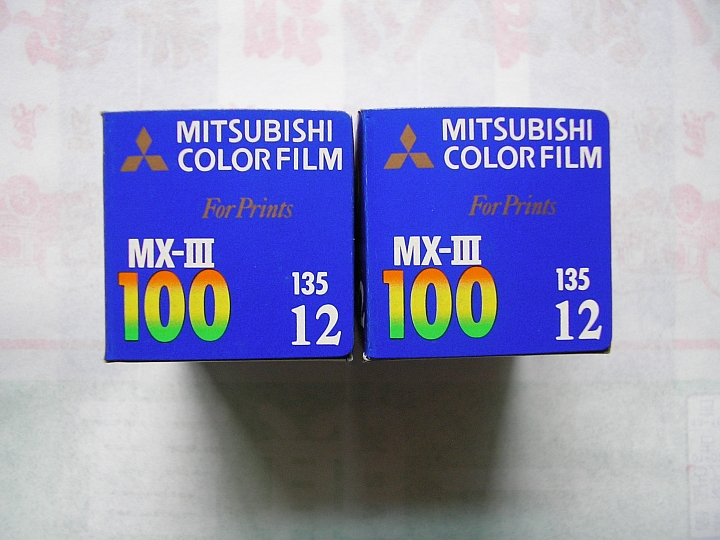 MITSUBISHI
COLOR FILM
For Prints
MX-III
100
135
12
MITSUBISHI
COLOR FILM
For Prints
MX-III
100
135
12